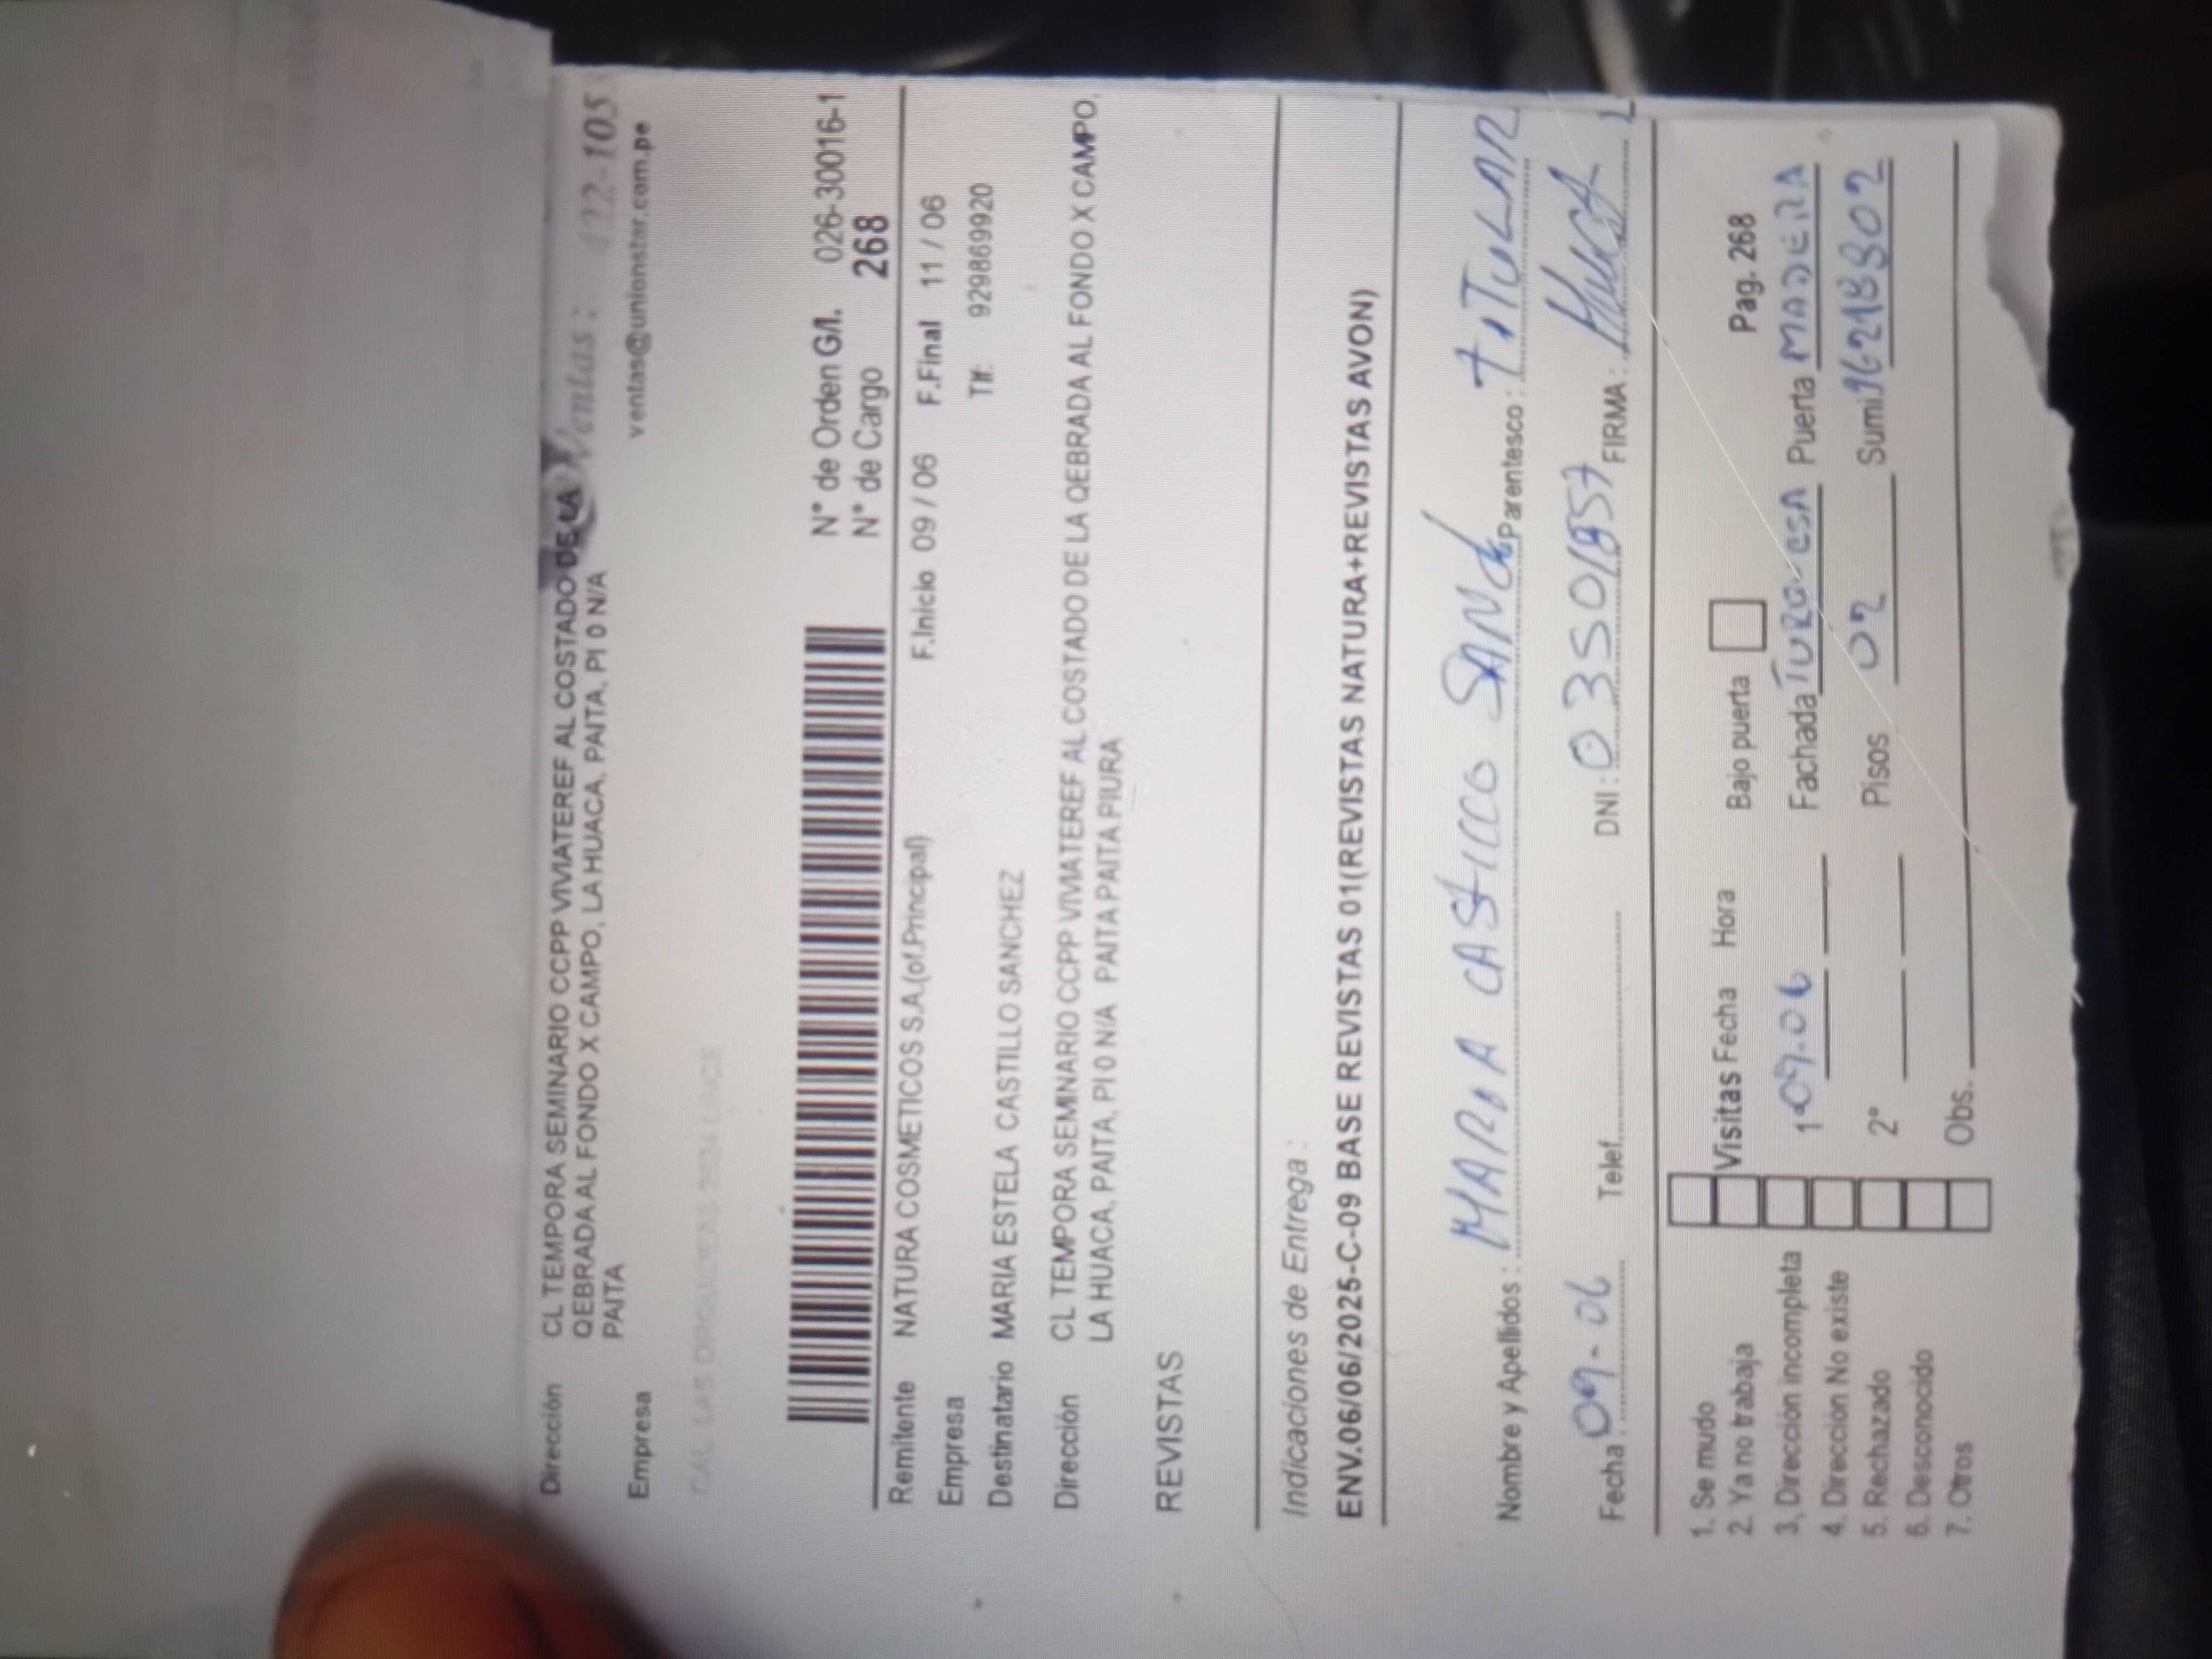 Dirección CL TEMPORA SEMINARIO CCPP VIVIATEREF AL COSTADO DE LA
QEBRADA AL FONDO X CAMPO, LA HUACA, PAITA, PI 0 N/A
PAITA
Ventas: 422-105
Empresa ventas@unionstar.com.pe
N° de Orden G/I. 026-30016-1
N° de Cargo 268
Remitente NATURA COSMETICOS S.A.(of.Principal) F.Inicio 09 / 06 F.Final 11 / 06
Empresa Tlf: 929869920
Destinatario MARIA ESTELA CASTILLO SANCHEZ
Dirección CL TEMPORA SEMINARIO CCPP VIVIATEREF AL COSTADO DE LA QEBRADA AL FONDO X CAMPO,
LA HUACA, PAITA, PI 0 N/A PAITA PAITA PIURA
REVISTAS
Indicaciones de Entrega :
ENV.06/06/2025-C-09 BASE REVISTAS 01(REVISTAS NATURA+REVISTAS AVON)
Nombre y Apellidos : MARIA CASTILLO Parentesco : TITULAR
Fecha : 09-06 Telef. DNI : 03501857 FIRMA :
1. Se mudo Visitas Fecha Hora Bajo puerta Pag. 268
2. Ya no trabaja
3, Dirección incompleta 1 09.06 Fachada Puerta MADERA
4. Dirección No existe
5. Rechazado 2° Pisos 02 Sumi.
6. Desconocido
7. Otros Obs.